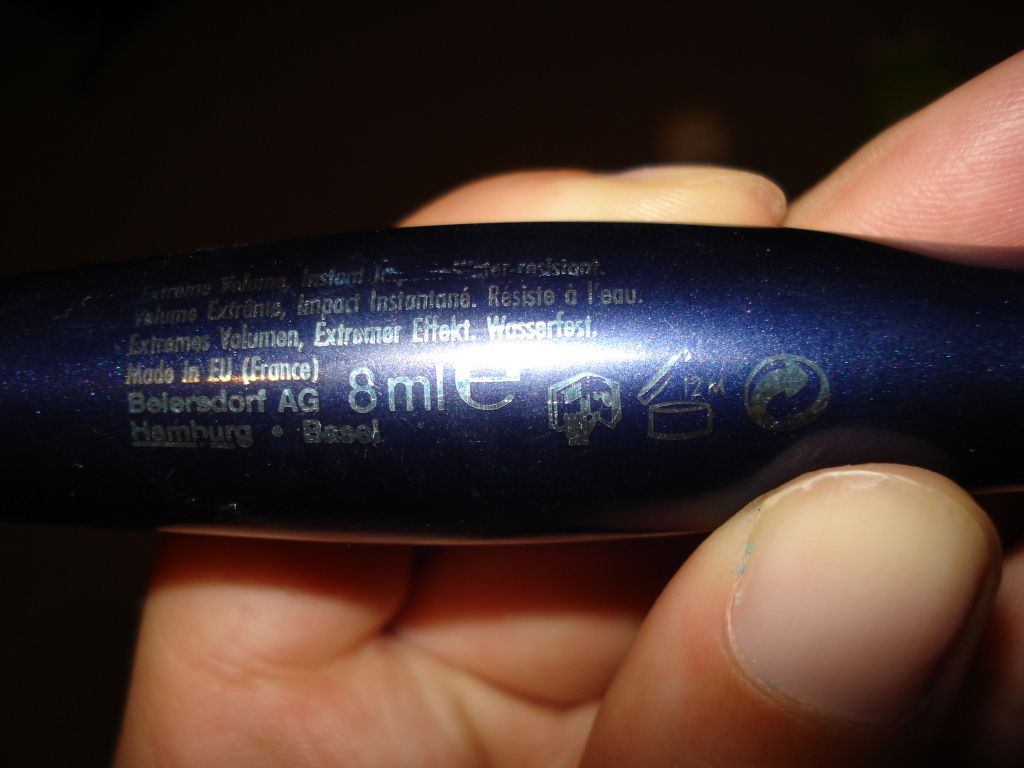 Extreme Volume, Instant
Volume Extrême, Impact Instantané. Résiste à l'eau.
Extremes Volumen, Extremer Effekt. Wasserfest.
Made in EU (France)
Beiersdorf AG 8 ml e 12 M
Hamburg • Basel